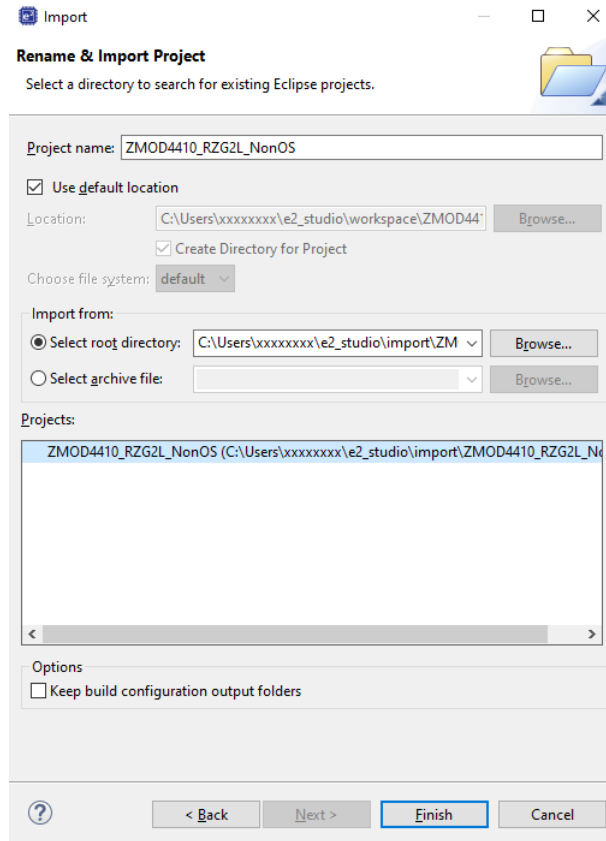 Import
Rename & Import Project
Select a directory to search for existing Eclipse projects.
Project name: ZMOD4410_RZG2L_NonOS
Use default location
Location: C:\Users\xxxxxxxx\e2_studio\workspace\ZMOD44 Browse...
Create Directory for Project
Choose file system: default
Import from:
Select root directory: C:\Users\xxxxxxxx\e2_studio\import\ZM Browse...
Select archive file: Browse...
Projects:
ZMOD4410_RZG2L_NonOS (C:\Users\xxxxxxxx\e2_studio\import\ZMOD4410_RZG2L_No
Options
Keep build configuration output folders
? < Back Next > Finish Cancel